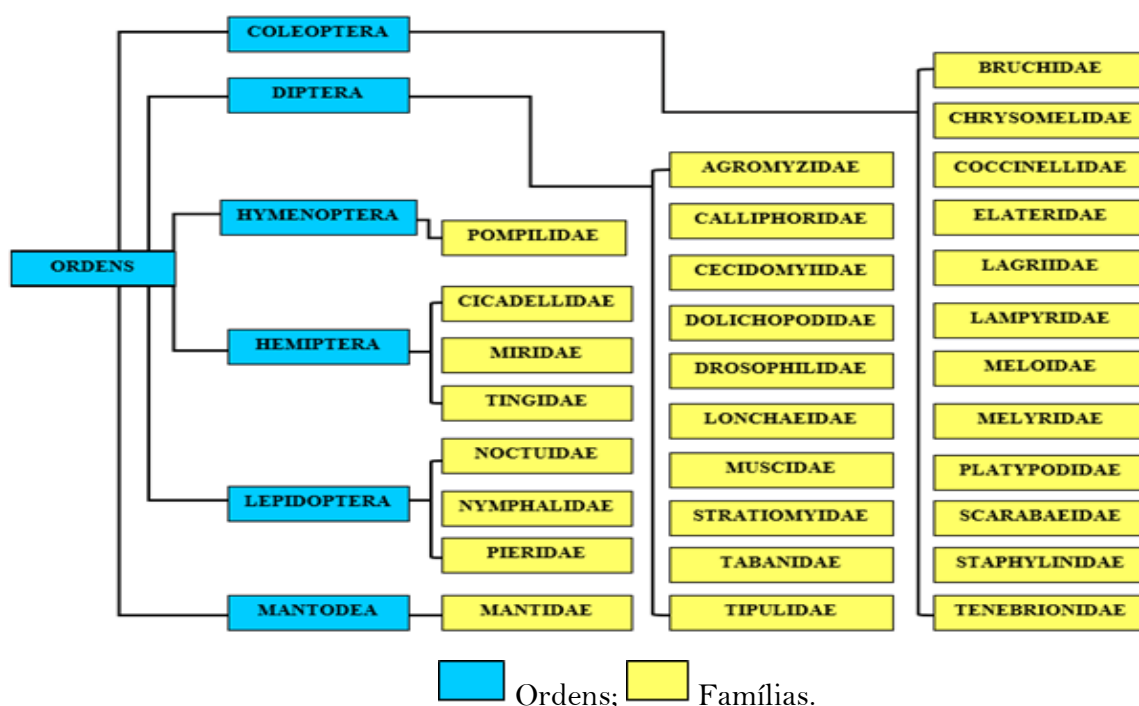 ORDENS
COLEOPTERA
DIPTERA
HYMENOPTERA
HEMIPTERA
LEPIDOPTERA
MANTODEA
POMPILIDAE
CICADELLIDAE
MIRIDAE
TINGIDAE
NOCTUIDAE
NYMPHALIDAE
PIERIDAE
MANTIDAE
AGROMYZIDAE
CALLIPHORIDAE
CECIDOMYIIDAE
DOLICHOPODIDAE
DROSOPHILIDAE
LONCHAEIDAE
MUSCIDAE
STRATIOMYIDAE
TABANIDAE
TIPULIDAE
BRUCHIDAE
CHRYSOMELIDAE
COCCINELLIDAE
ELATERIDAE
LAGRIIDAE
LAMPYRIDAE
MELOIDAE
MELYRIDAE
PLATYPODIDAE
SCARABAEIDAE
STAPHYLINIDAE
TENEBRIONIDAE
Ordens; Famílias.